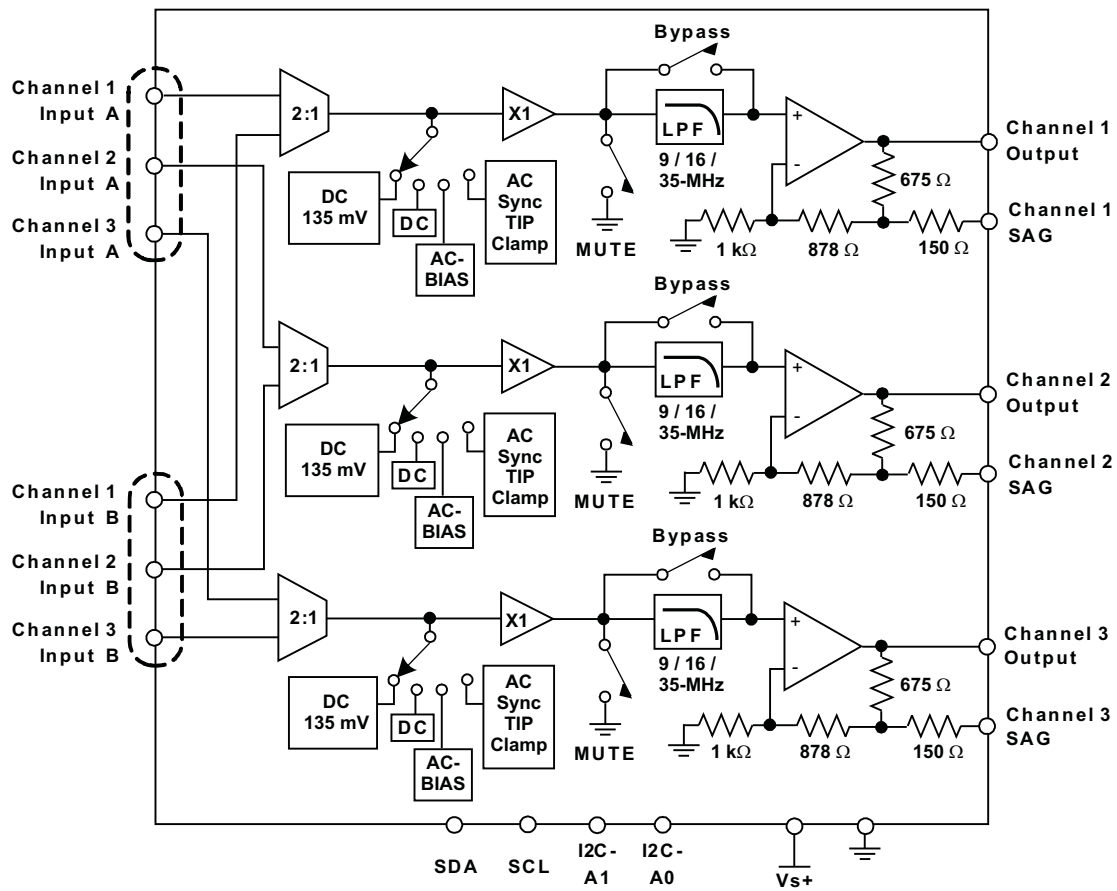 Channel 1
Input A
Channel 2
Input A
Channel 3
Input A
Channel 1
Input B
Channel 2
Input B
Channel 3
Input B
2:1
X1
Bypass
LPF
9 / 16 /
35-MHz
+
-
DC
135 mV
DC
AC-
BIAS
AC
Sync
TIP
Clamp
MUTE
1 kΩ
878 Ω
675 Ω
150 Ω
Channel 1
Output
Channel 1
SAG
2:1
X1
Bypass
LPF
9 / 16 /
35-MHz
+
-
DC
135 mV
DC
AC-
BIAS
AC
Sync
TIP
Clamp
MUTE
1 kΩ
878 Ω
675 Ω
150 Ω
Channel 2
Output
Channel 2
SAG
2:1
X1
Bypass
LPF
9 / 16 /
35-MHz
+
-
DC
135 mV
DC
AC-
BIAS
AC
Sync
TIP
Clamp
MUTE
1 kΩ
878 Ω
675 Ω
150 Ω
Channel 3
Output
Channel 3
SAG
SDA
SCL
I2C-
A1
I2C-
A0
Vs+